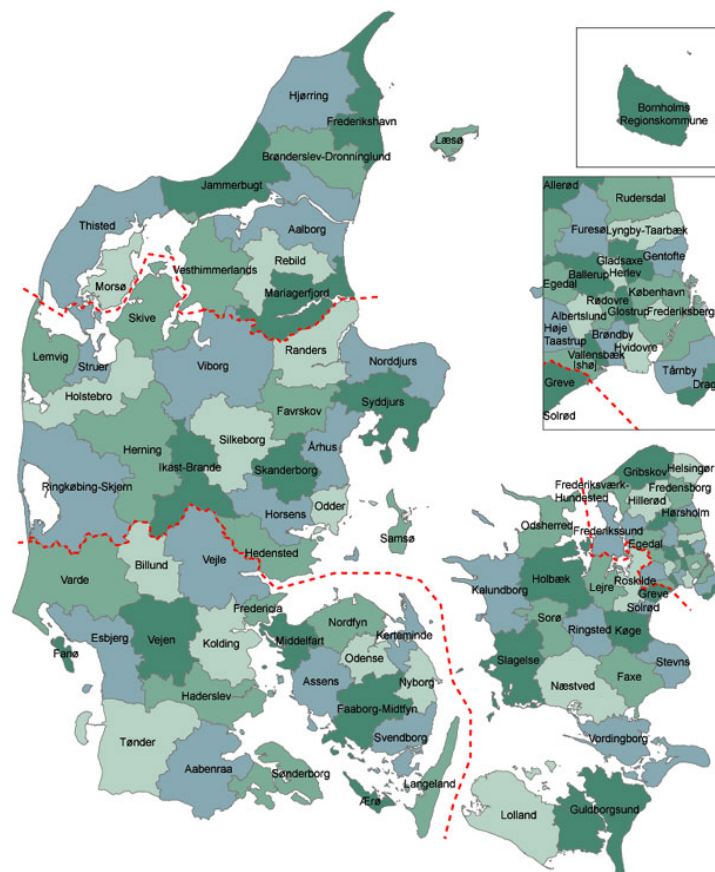 Hjørring
Frederikshavn
Læsø
Brønderslev-Dronninglund
Jammerbugt
Thisted
Aalborg
Vesthimmerlands
Rebild
Morsø
Mariagerfjord
Skive
Lemvig
Struer
Viborg
Randers
Norddjurs
Holstebro
Favrskov
Syddjurs
Silkeborg
Herning
Århus
Ikast-Brande
Skanderborg
Ringkøbing-Skjern
Odder
Horsens
Samsø
Hedensted
Billund
Vejle
Varde
Fredericia
Nordfyn
Esbjerg
Vejen
Kolding
Middelfart
Kerteminde
Fanø
Odense
Assens
Nyborg
Haderslev
Faaborg-Midtfyn
Tønder
Svendborg
Aabenraa
Sønderborg
Langeland
Ærø
Bornholms
Regionskommune
Allerød
Rudersdal
Furesø
Lyngby-Taarbæk
Gladsaxe
Gentofte
Ballerup
Herlev
Egedal
Rødovre
København
Albertslund
Glostrup
Frederiksberg
Høje
Taastrup
Brøndby
Hvidovre
Vallensbæk
Ishøj
Greve
Tårnby
Drag
Solrød
Gribskov
Helsingør
Frederiksværk-
Hundested
Fredensborg
Hillerød
Hørsholm
Odsherred
Frederikssund
Egedal
Kalundborg
Holbæk
Lejre
Roskilde
Greve
Solrød
Sorø
Ringsted
Køge
Slagelse
Stevns
Næstved
Faxe
Vordingborg
Lolland
Guldborgsund